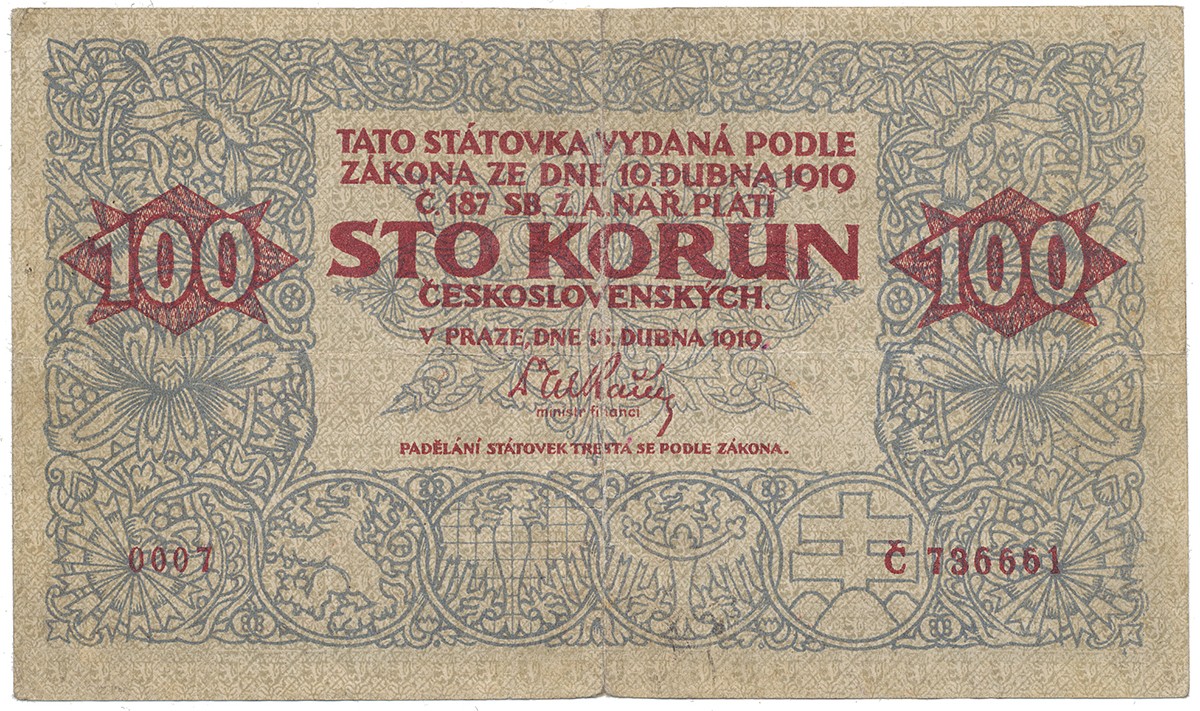 TATO STÁTOVKA VYDANÁ PODLE
ZÁKONA ZE DNE 10. DUBNA 1919
Č. 187 SB. Z. A. NAŘ. PLATÍ
100 STO KORUN 100
ČESKOSLOVENSKÝCH.
V PRAZE, DNE 15. DUBNA 1919.
ministr financí
PADĚLÁNÍ STÁTOVEK TRESTÁ SE PODLE ZÁKONA.
0007 Č 736661